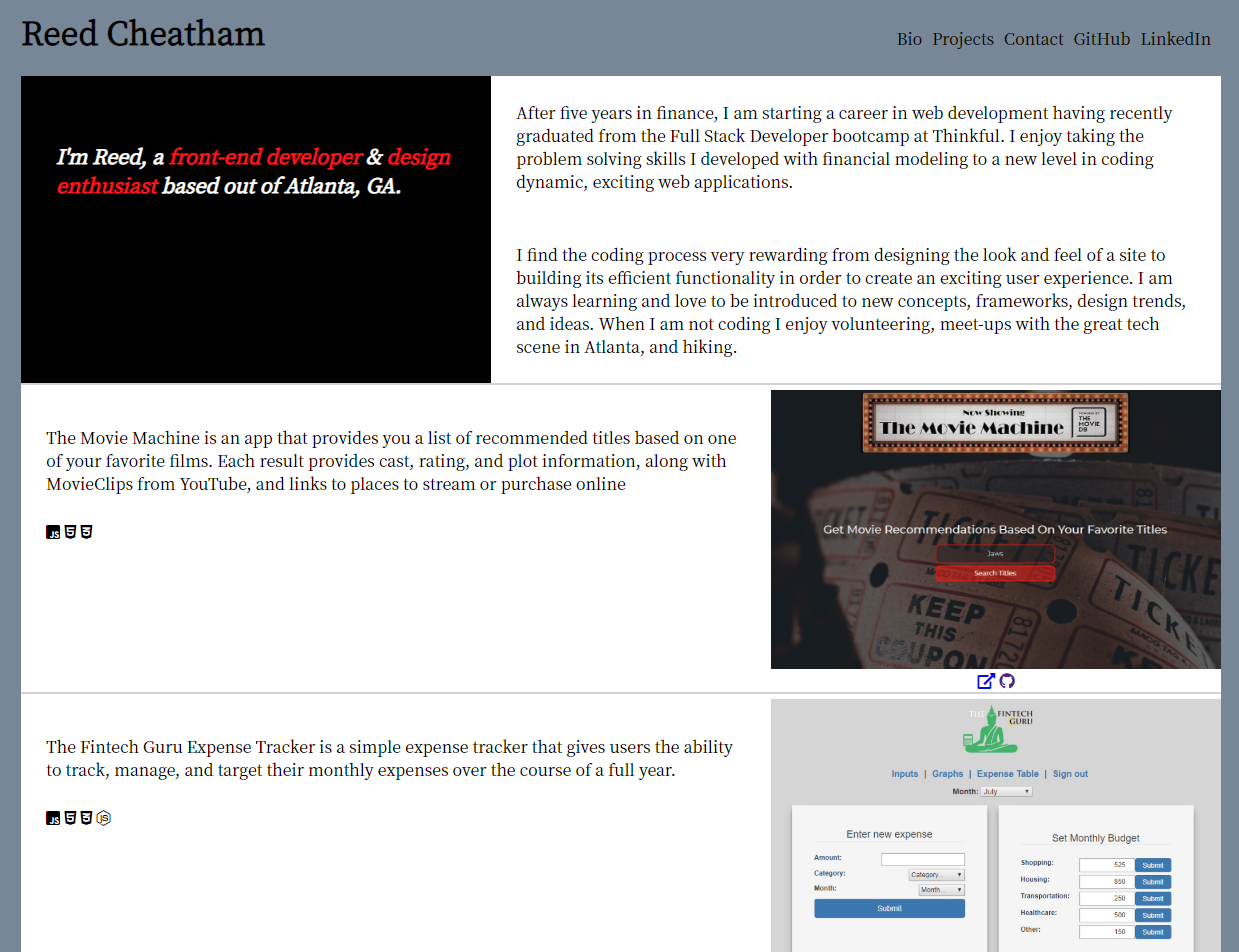 Reed Cheatham
Bio Projects Contact GitHub LinkedIn
I'm Reed, a front-end developer & design
enthusiast based out of Atlanta, GA.
After five years in finance, I am starting a career in web development having recently
graduated from the Full Stack Developer bootcamp at Thinkful. I enjoy taking the
problem solving skills I developed with financial modeling to a new level in coding
dynamic, exciting web applications.
I find the coding process very rewarding from designing the look and feel of a site to
building its efficient functionality in order to create an exciting user experience. I am
always learning and love to be introduced to new concepts, frameworks, design trends,
and ideas. When I am not coding I enjoy volunteering, meet-ups with the great tech
scene in Atlanta, and hiking.
The Movie Machine is an app that provides you a list of recommended titles based on one
of your favorite films. Each result provides cast, rating, and plot information, along with
MovieClips from YouTube, and links to places to stream or purchase online
JS 5 3
Now Showing
The Movie Machine
POWERED BY
THE
MOVIE
DB
Get Movie Recommendations Based On Your Favorite Titles
Jaws
Search Titles
TICKET
TICKE
KEEP
THIS
COUPON
81720
8172
TICKE
The Fintech Guru Expense Tracker is a simple expense tracker that gives users the ability
to track, manage, and target their monthly expenses over the course of a full year.
JS 5 3 JS
THE FINTECH
GURU
Inputs | Graphs | Expense Table | Sign out
Month: July
Enter new expense
Amount:
Category: Category...
Month: Month...
Submit
Set Monthly Budget
Shopping: 525 Submit
Housing: 850 Submit
Transportation: 250 Submit
Healthcare: 500 Submit
Other: 150 Submit